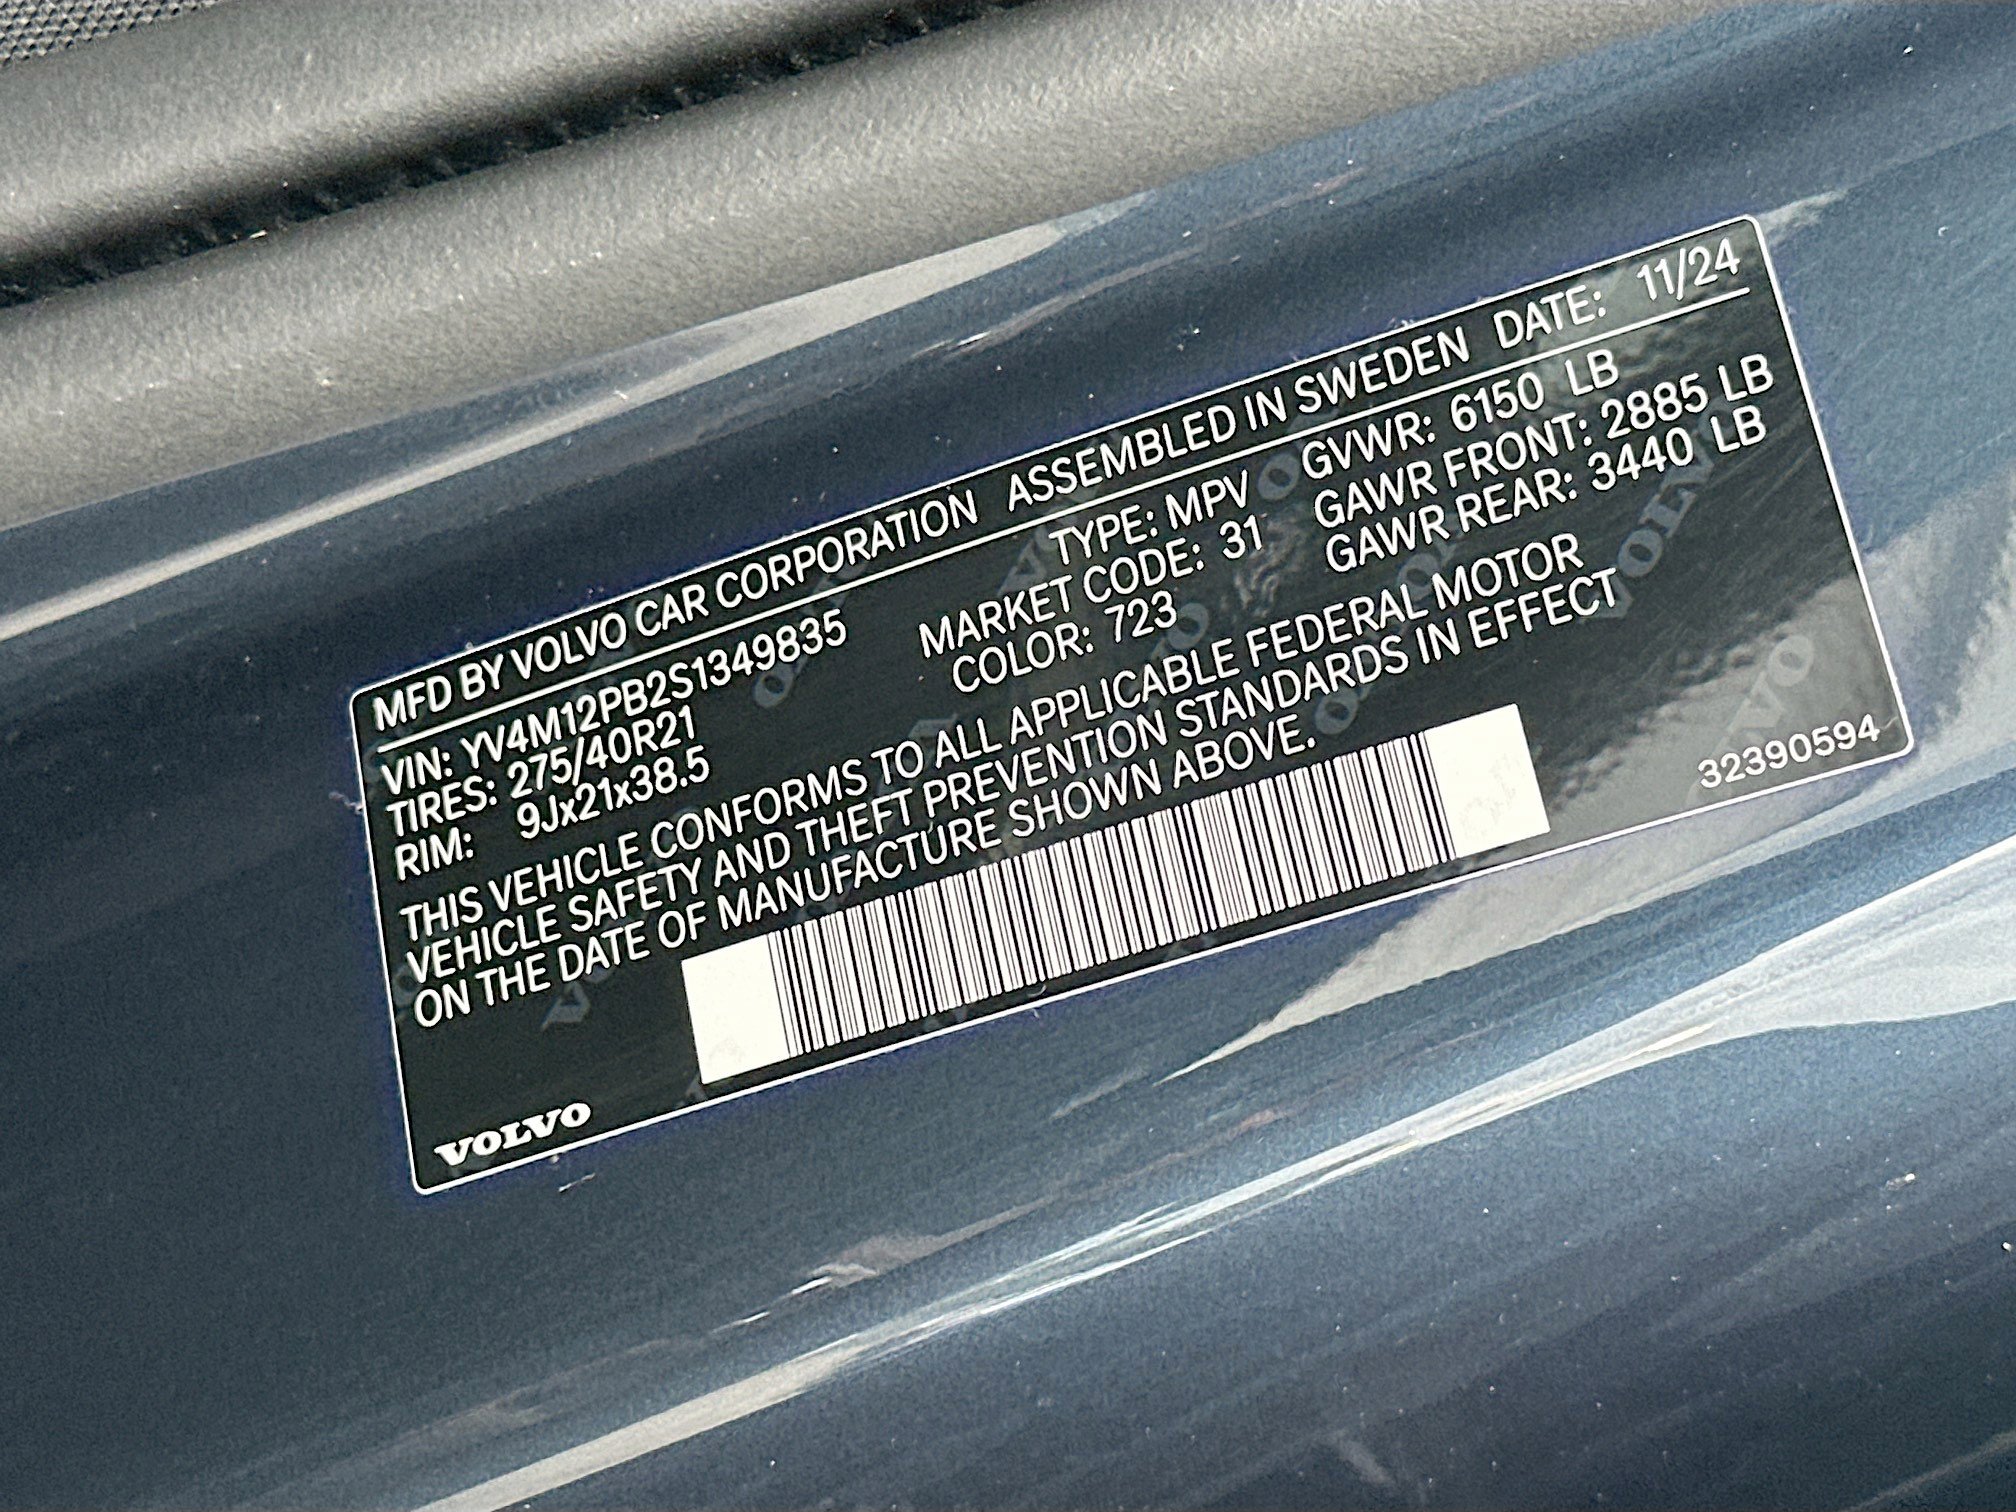 MFD BY VOLVO CAR CORPORATION ASSEMBLED IN SWEDEN DATE: 11/24
VIN: YV4M12PB2S1349835 TYPE: MPV GVWR: 6150 LB
TIRES: 275/40R21 MARKET CODE: 31 GAWR FRONT: 2885 LB
RIM: 9Jx21x38.5 COLOR: 723 GAWR REAR: 3440 LB
THIS VEHICLE CONFORMS TO ALL APPLICABLE FEDERAL MOTOR
VEHICLE SAFETY AND THEFT PREVENTION STANDARDS IN EFFECT
ON THE DATE OF MANUFACTURE SHOWN ABOVE.
VOLVO
32390594